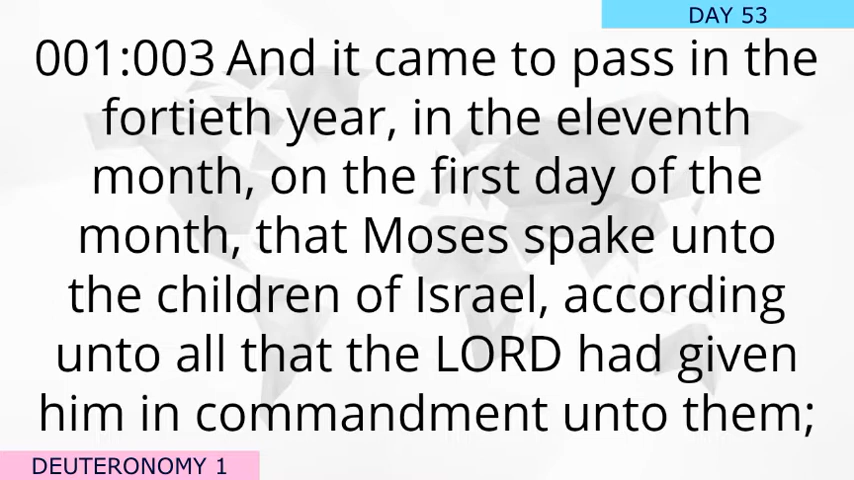 DAY 53
001:003 And it came to pass in the
fortieth year, in the eleventh
month, on the first day of the
month, that Moses spake unto
the children of Israel, according
unto all that the LORD had given
him in commandment unto them;
DEUTERONOMY 1